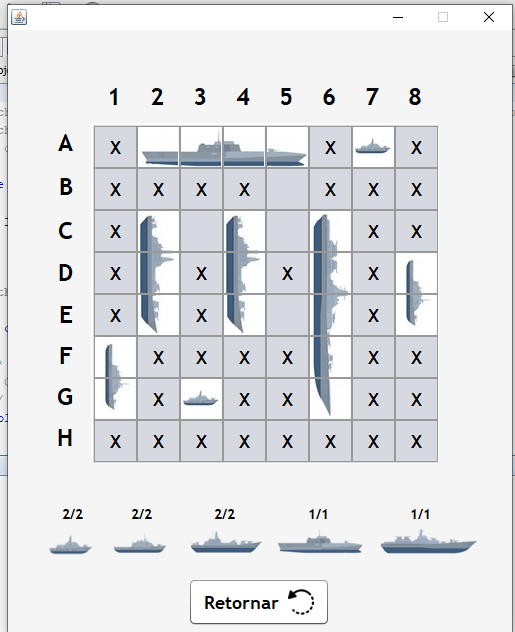 1 2 3 4 5 6 7 8
A x x x
B x x x x x x x
C x x x
D x x x x
E x x x
F x x x x x x
G x x x x x
H x x x x x x x x
2/2 2/2 2/2 1/1 1/1
Retornar